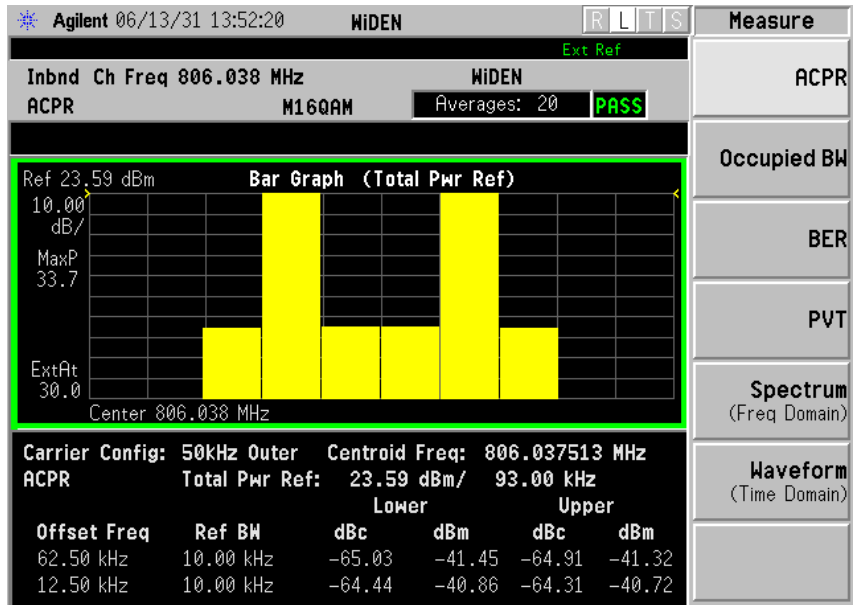 Agilent 06/13/31 13:52:20 WiDEN R L T S
Measure
Ext Ref
Inbnd Ch Freq 806.038 MHz WiDEN
ACPR M16QAM Averages: 20 PASS
ACPR
Occupied BW
BER
PVT
Spectrum
(Freq Domain)
Waveform
(Time Domain)
Ref 23.59 dBm Bar Graph (Total Pwr Ref)
10.00
dB/
MaxP
33.7
ExtAt
30.0
Center 806.038 MHz
Carrier Config: 50kHz Outer Centroid Freq: 806.037513 MHz
ACPR Total Pwr Ref: 23.59 dBm/ 93.00 kHz
Lower Upper
Offset Freq Ref BW dBc dBm dBc dBm
62.50 kHz 10.00 kHz -65.03 -41.45 -64.91 -41.32
12.50 kHz 10.00 kHz -64.44 -40.86 -64.31 -40.72